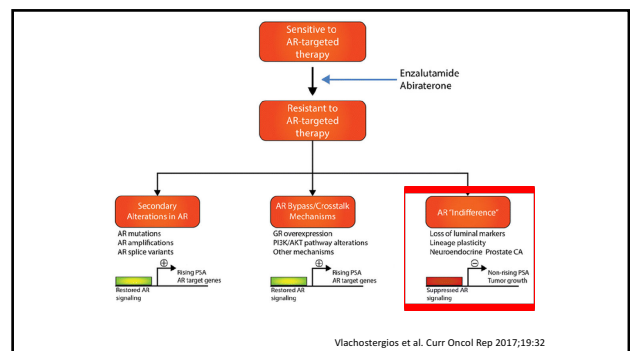 Sensitive to
AR-targeted
therapy
Enzalutamide
Abiraterone
Resistant to
AR-targeted
therapy
Secondary
Alterations in AR
AR mutations
AR amplifications
AR splice variants
⊕
Rising PSA
AR target genes
Restored AR
signaling
AR Bypass/Crosstalk
Mechanisms
GR overexpression
PI3K/AKT pathway alterations
Other mechanisms
⊕
Rising PSA
AR target genes
Restored AR
signaling
AR "Indifference"
Loss of luminal markers
Lineage plasticity
Neuroendocrine Prostate CA
⊖
Non-rising PSA
Tumor growth
Suppressed AR
signaling
Vlachostergios et al. Curr Oncol Rep 2017;19:32